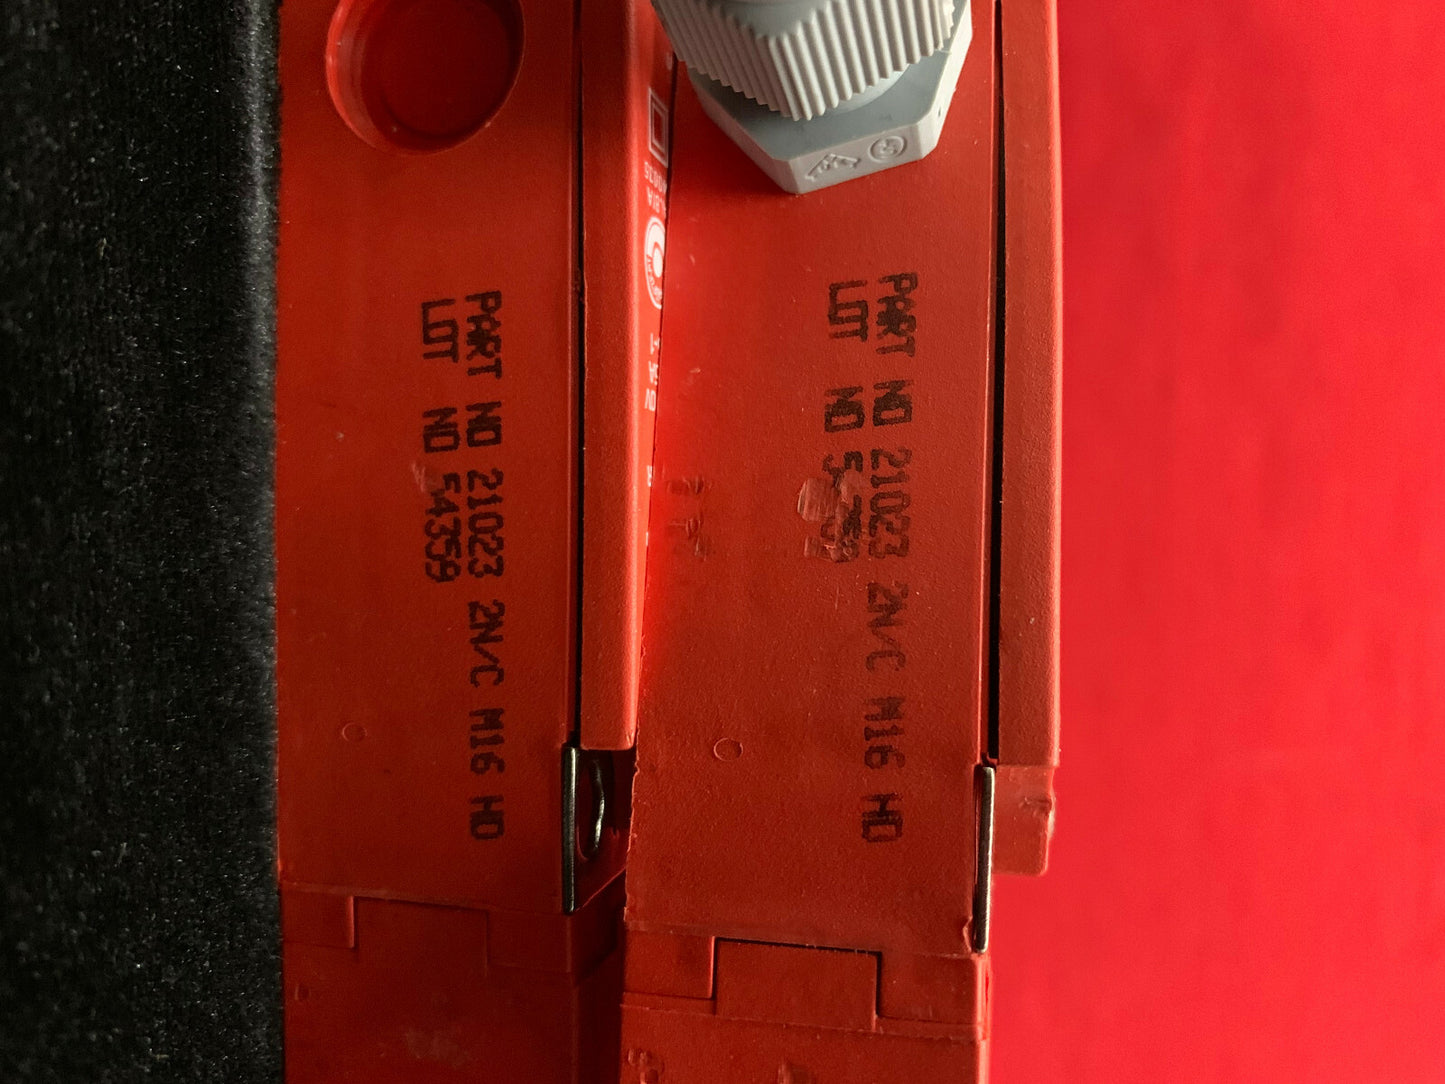 PART NO 21023 2N/C M16 HD
LOT NO 54359
PART NO 21023 2N/C M16 HD
LOT NO